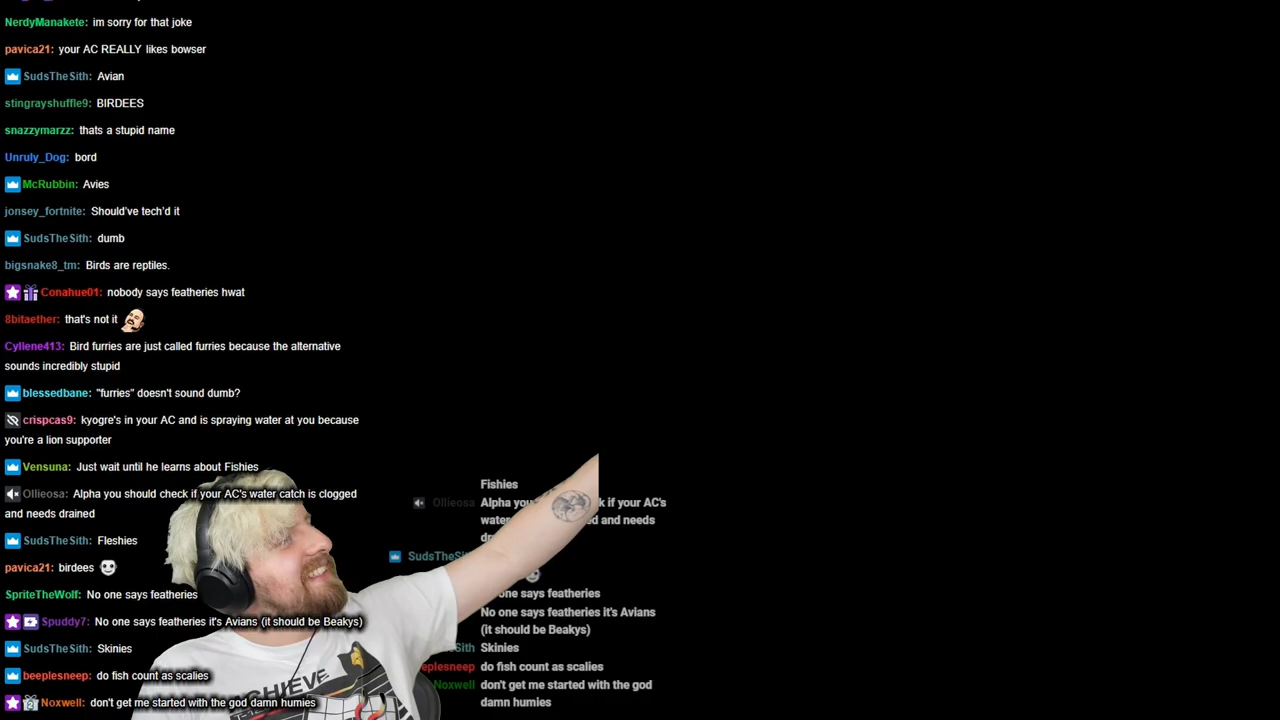 NerdyManakete: im sorry for that joke
pavica21: your AC REALLY likes bowser
SudsTheSith: Avian
stingrayshuffle9: BIRDEES
snazzymarzz: thats a stupid name
Unruly_Dog: bord
McRubbin: Avies
jonsey_fortnite: Should've tech'd it
SudsTheSith: dumb
bigsnake8_tm: Birds are reptiles.
Conahue01: nobody says featheries hwat
8bitaether: that's not it
Cyllene413: Bird furries are just called furries because the alternative
sounds incredibly stupid
blessedbane: "furries" doesn't sound dumb?
crispcas9: kyogre's in your AC and is spraying water at you because
you're a lion supporter
Vensuna: Just wait until he learns about Fishies
Ollieosa: Alpha you should check if your AC's water catch is clogged
and needs drained
SudsTheSith: Fleshies
pavica21: birdees
SpriteTheWolf: No one says featheries
Spuddy7: No one says featheries it's Avians (it should be Beakys)
SudsTheSith: Skinies
beeplesneep: do fish count as scalies
Noxwell: don't get me started with the god damn humies
Fishies
Ollieosa Alpha you k if your AC's
water ed and needs
dr
SudsTheSith
one says featheries
No one says featheries it's Avians
(it should be Beakys)
ith Skinies
eeplesneep do fish count as scalies
Noxwell don't get me started with the god
damn humies
ACHIEVE